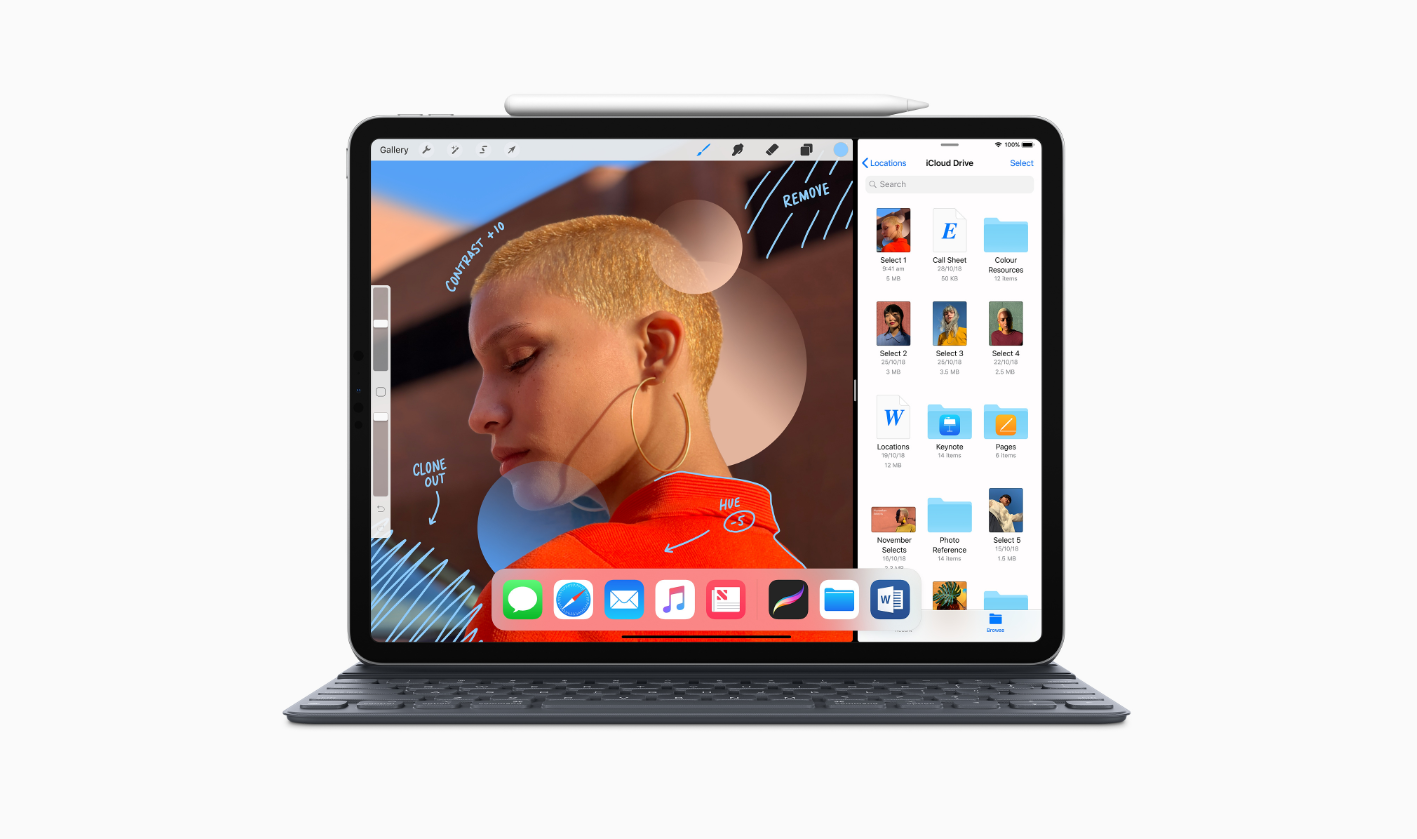 Gallery
CONTRAST +10
REMOVE
CLONE
OUT
HUE
-5
100%
Locations
iCloud Drive
Select
Search
Select 1
9:41 am
5 MB
E
Call Sheet
28/10/18
50 KB
Colour
Resources
12 items
Select 2
25/10/18
3 MB
Select 3
25/10/18
3.5 MB
Select 4
22/10/18
2.5 MB
W
Locations
19/10/18
12 MB
Keynote
14 items
Pages
6 items
November
Selects
16/10/18
Photo
Reference
14 items
Select 5
15/10/18
1.5 MB
W
Browse